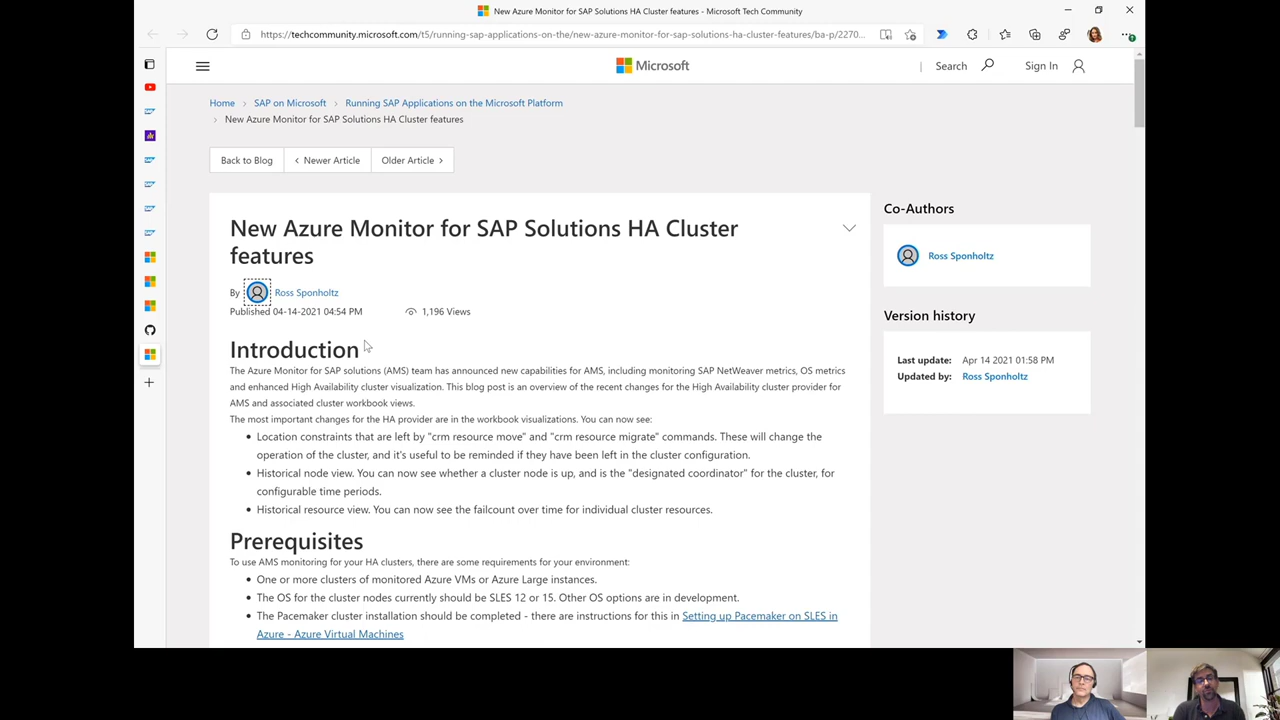 New Azure Monitor for SAP Solutions HA Cluster features - Microsoft Tech Community
https://techcommunity.microsoft.com/t5/running-sap-applications-on-the/new-azure-monitor-for-sap-solutions-ha-cluster-features/ba-p/2270...
Microsoft
Search
Sign In
Home > SAP on Microsoft > Running SAP Applications on the Microsoft Platform
> New Azure Monitor for SAP Solutions HA Cluster features
Back to Blog
< Newer Article
Older Article >
New Azure Monitor for SAP Solutions HA Cluster
features
By Ross Sponholtz
Published 04-14-2021 04:54 PM
1,196 Views
Introduction
The Azure Monitor for SAP solutions (AMS) team has announced new capabilities for AMS, including monitoring SAP NetWeaver metrics, OS metrics
and enhanced High Availability cluster visualization. This blog post is an overview of the recent changes for the High Availability cluster provider for
AMS and associated cluster workbook views.
The most important changes for the HA provider are in the workbook visualizations. You can now see:
• Location constraints that are left by "crm resource move" and "crm resource migrate" commands. These will change the
operation of the cluster, and it's useful to be reminded if they have been left in the cluster configuration.
• Historical node view. You can now see whether a cluster node is up, and is the "designated coordinator" for the cluster, for
configurable time periods.
• Historical resource view. You can now see the failcount over time for individual cluster resources.
Prerequisites
To use AMS monitoring for your HA clusters, there are some requirements for your environment:
• One or more clusters of monitored Azure VMs or Azure Large instances.
• The OS for the cluster nodes currently should be SLES 12 or 15. Other OS options are in development.
• The Pacemaker cluster installation should be completed - there are instructions for this in Setting up Pacemaker on SLES in
Azure - Azure Virtual Machines
Co-Authors
Ross Sponholtz
Version history
Last update: Apr 14 2021 01:58 PM
Updated by: Ross Sponholtz